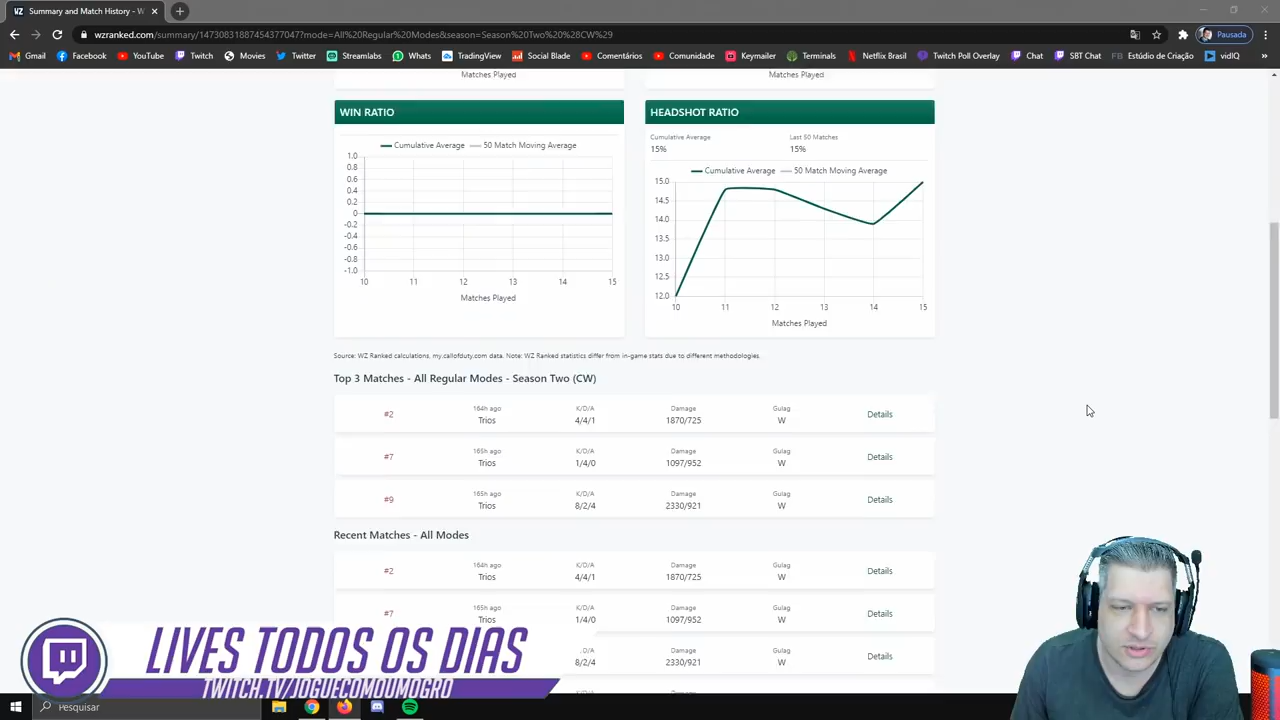 WZ Summary and Match History - W
wzranked.com/summary/14730831887454377047?mode=All%20Regular%20Modes&season=Season%20Two%20%28CW%29
Pausada
Gmail Facebook YouTube Twitch Movies Twitter Streamlabs Whats TradingView Social Blade Comentários Comunidade Keymailer Terminals Netflix Brasil Twitch Poll Overlay Chat SBT Chat FB Estúdio de Criação vidIQ
Matches Played Matches Played
WIN RATIO
Cumulative Average 50 Match Moving Average
1.0
0.8
0.6
0.4
0.2
0
-0.2
-0.4
-0.6
-0.8
-1.0
10 11 12 13 14 15
Matches Played
HEADSHOT RATIO
Cumulative Average Last 50 Matches
15% 15%
Cumulative Average 50 Match Moving Average
15.0
14.5
14.0
13.5
13.0
12.5
12.0
10 11 12 13 14 15
Matches Played
Source: WZ Ranked calculations, my.callofduty.com data. Note: WZ Ranked statistics differ from in-game stats due to different methodologies.
Top 3 Matches - All Regular Modes - Season Two (CW)
164h ago K/D/A Damage Gulag
#2 Trios 4/4/1 1870/725 W Details
165h ago K/D/A Damage Gulag
#7 Trios 1/4/0 1097/952 W Details
165h ago K/D/A Damage Gulag
#9 Trios 8/2/4 2330/921 W Details
Recent Matches - All Modes
164h ago K/D/A Damage Gulag
#2 Trios 4/4/1 1870/725 W Details
165h ago K/D/A Damage Gulag
#7 Trios 1/4/0 1097/952 W Details
/D/A Damage Gulag
8/2/4 2330/921 W Details
LIVES TODOS OS DIAS
TWITCH.TV/JOGUECOMOUMOGRO
Pesquisar